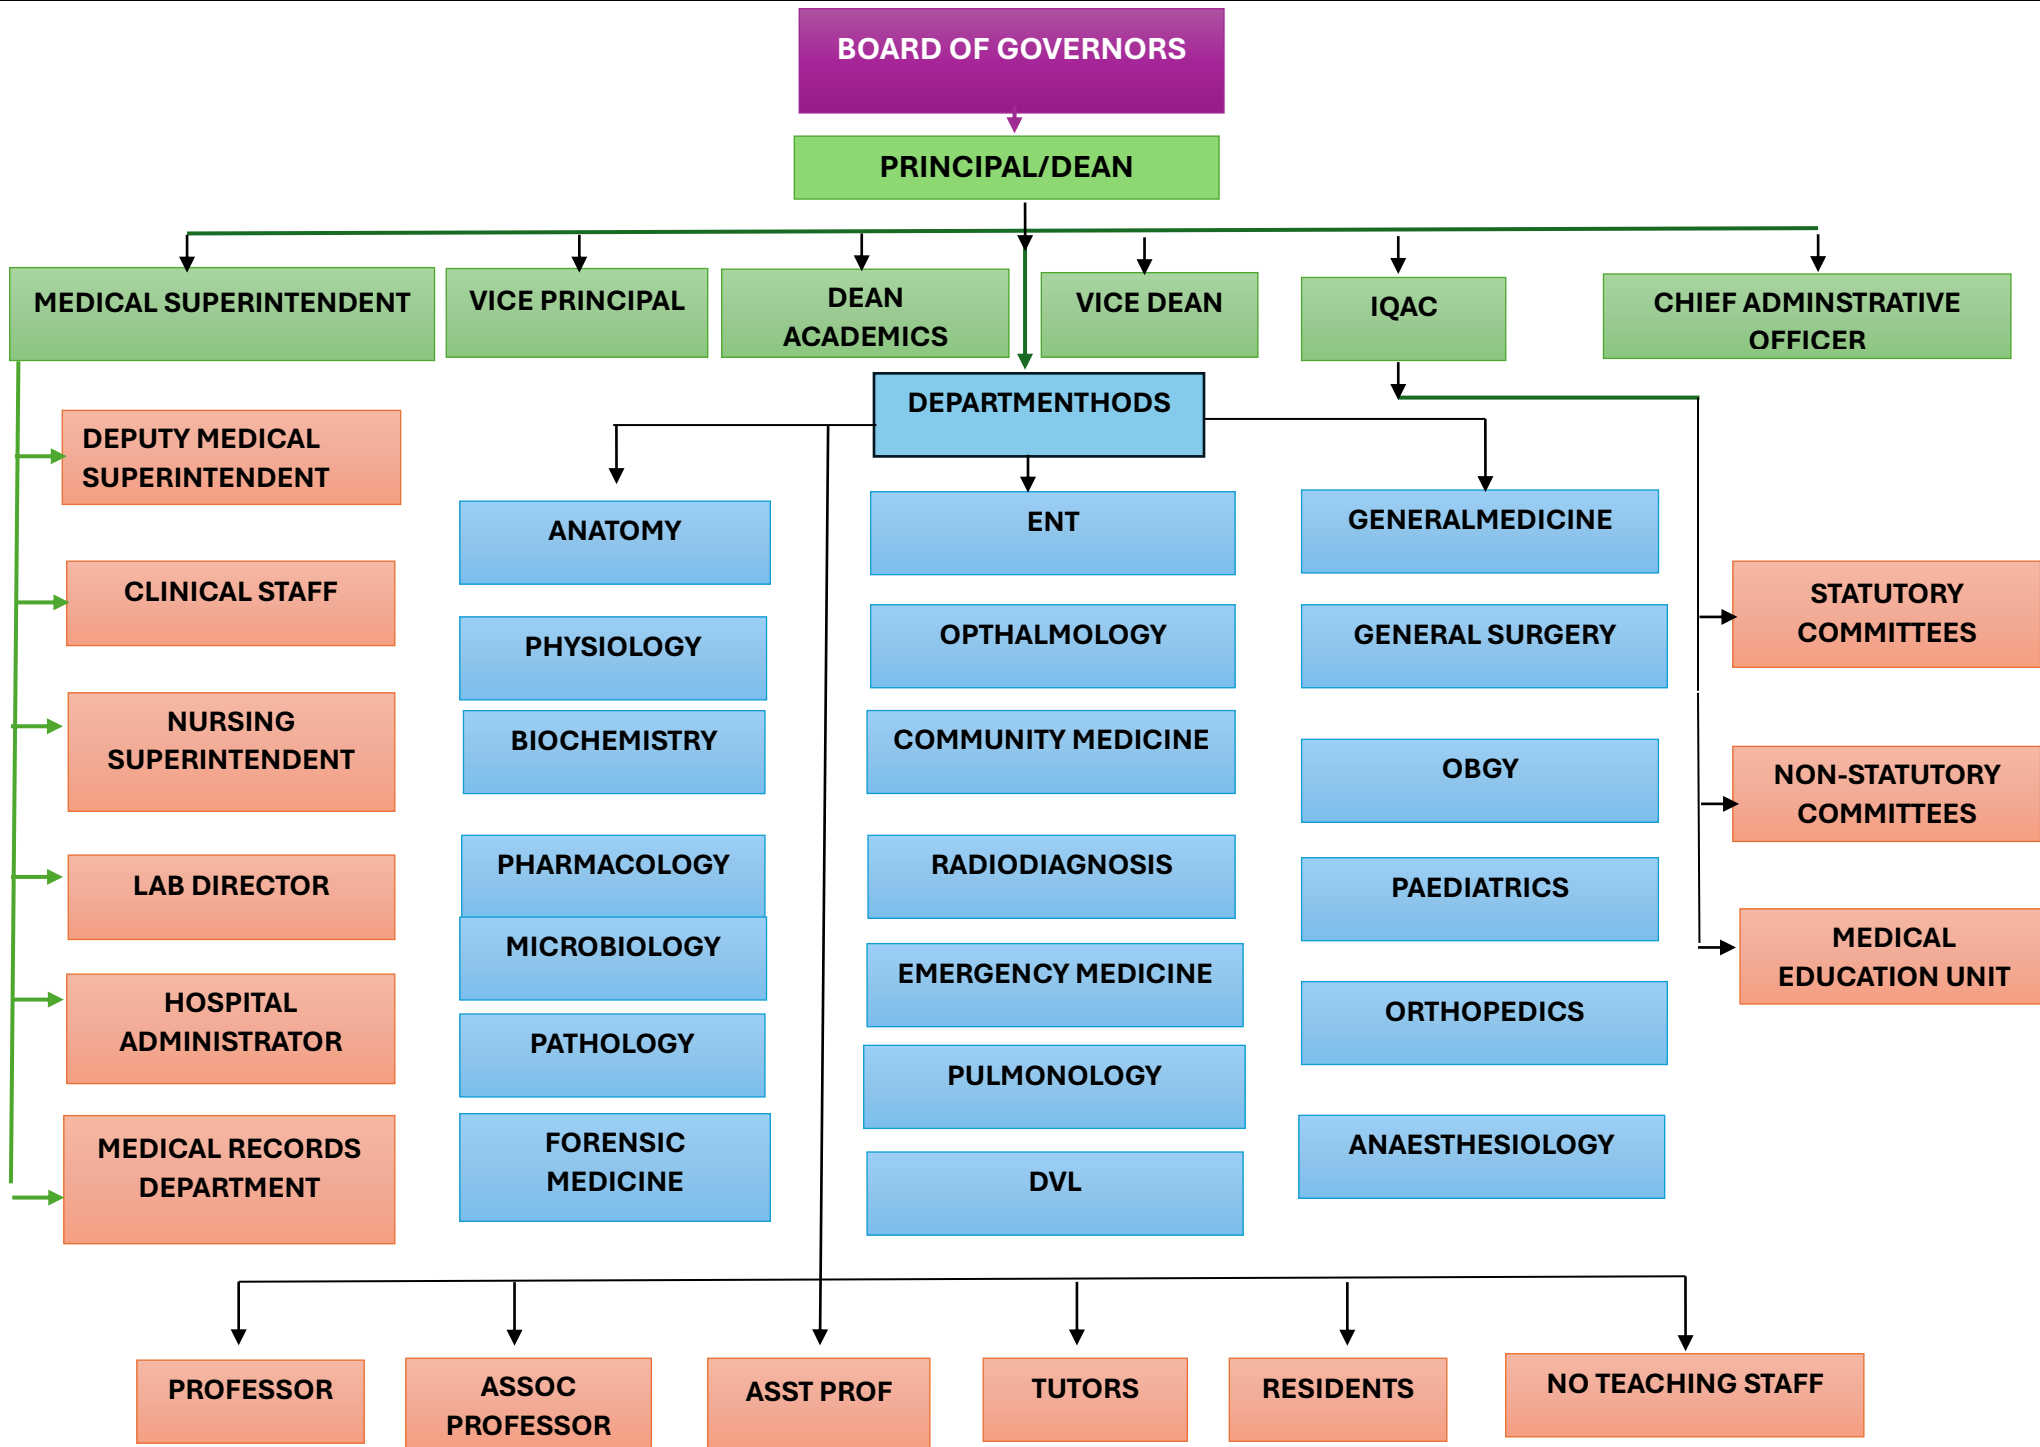 BOARD OF GOVERNORS
PRINCIPAL/DEAN
MEDICAL SUPERINTENDENT
VICE PRINCIPAL
DEAN
ACADEMICS
VICE DEAN
IQAC
CHIEF ADMINSTRATIVE
OFFICER
DEPARTMENTHODS
DEPUTY MEDICAL
SUPERINTENDENT
CLINICAL STAFF
NURSING
SUPERINTENDENT
LAB DIRECTOR
HOSPITAL
ADMINISTRATOR
MEDICAL RECORDS
DEPARTMENT
ANATOMY
PHYSIOLOGY
BIOCHEMISTRY
PHARMACOLOGY
MICROBIOLOGY
PATHOLOGY
FORENSIC
MEDICINE
ENT
OPTHALMOLOGY
COMMUNITY MEDICINE
RADIODIAGNOSIS
EMERGENCY MEDICINE
PULMONOLOGY
DVL
GENERALMEDICINE
GENERAL SURGERY
OBGY
PAEDIATRICS
ORTHOPEDICS
ANAESTHESIOLOGY
STATUTORY
COMMITTEES
NON-STATUTORY
COMMITTEES
MEDICAL
EDUCATION UNIT
PROFESSOR
ASSOC
PROFESSOR
ASST PROF
TUTORS
RESIDENTS
NO TEACHING STAFF